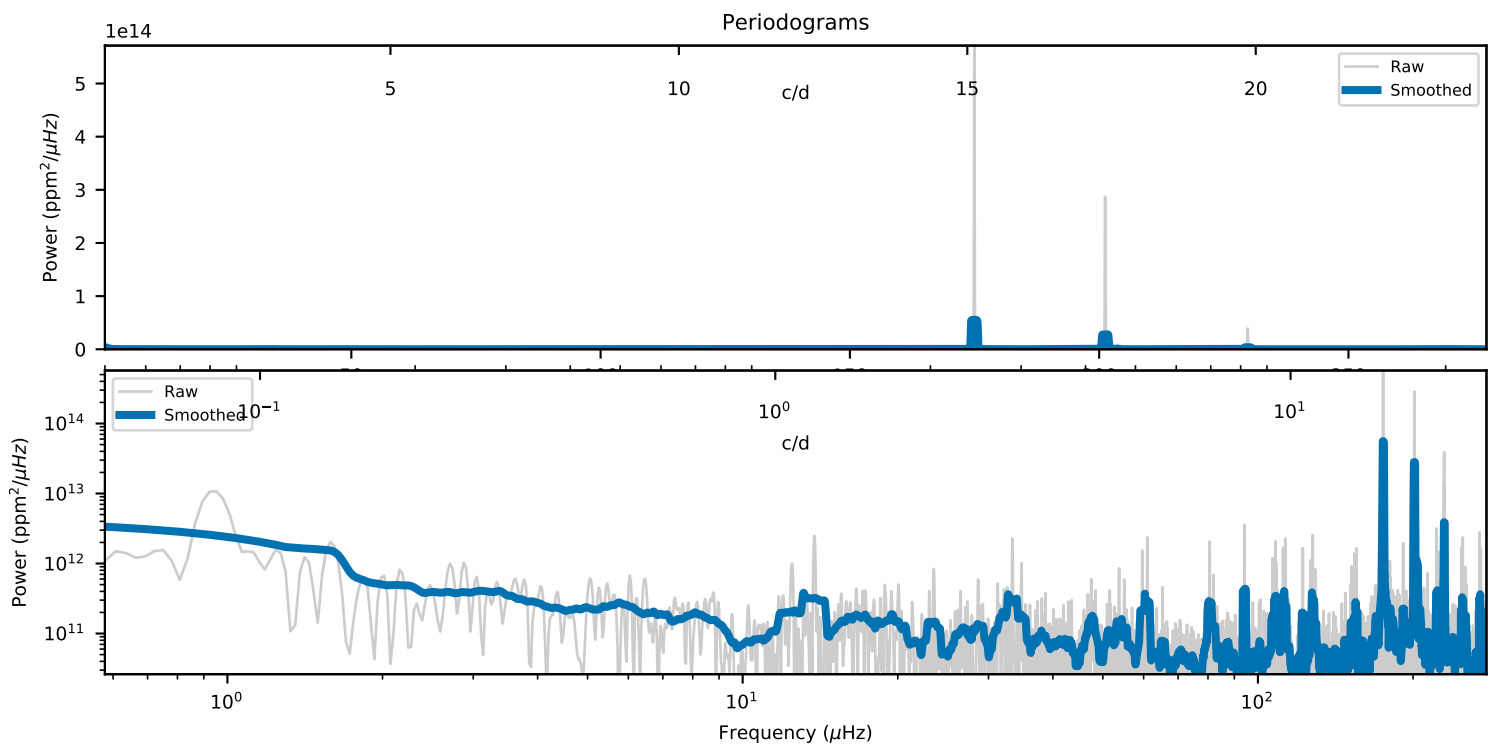 Periodograms
1e14
5 10 15 20
c/d
Raw
Smoothed
Power (ppm²/μHz)
5
4
3
2
1
0
Raw
Smoothed
10⁻¹ 10⁰ 10¹
c/d
Power (ppm²/μHz)
10¹⁴
10¹³
10¹²
10¹¹
10⁰ 10¹ 10²
Frequency (μHz)